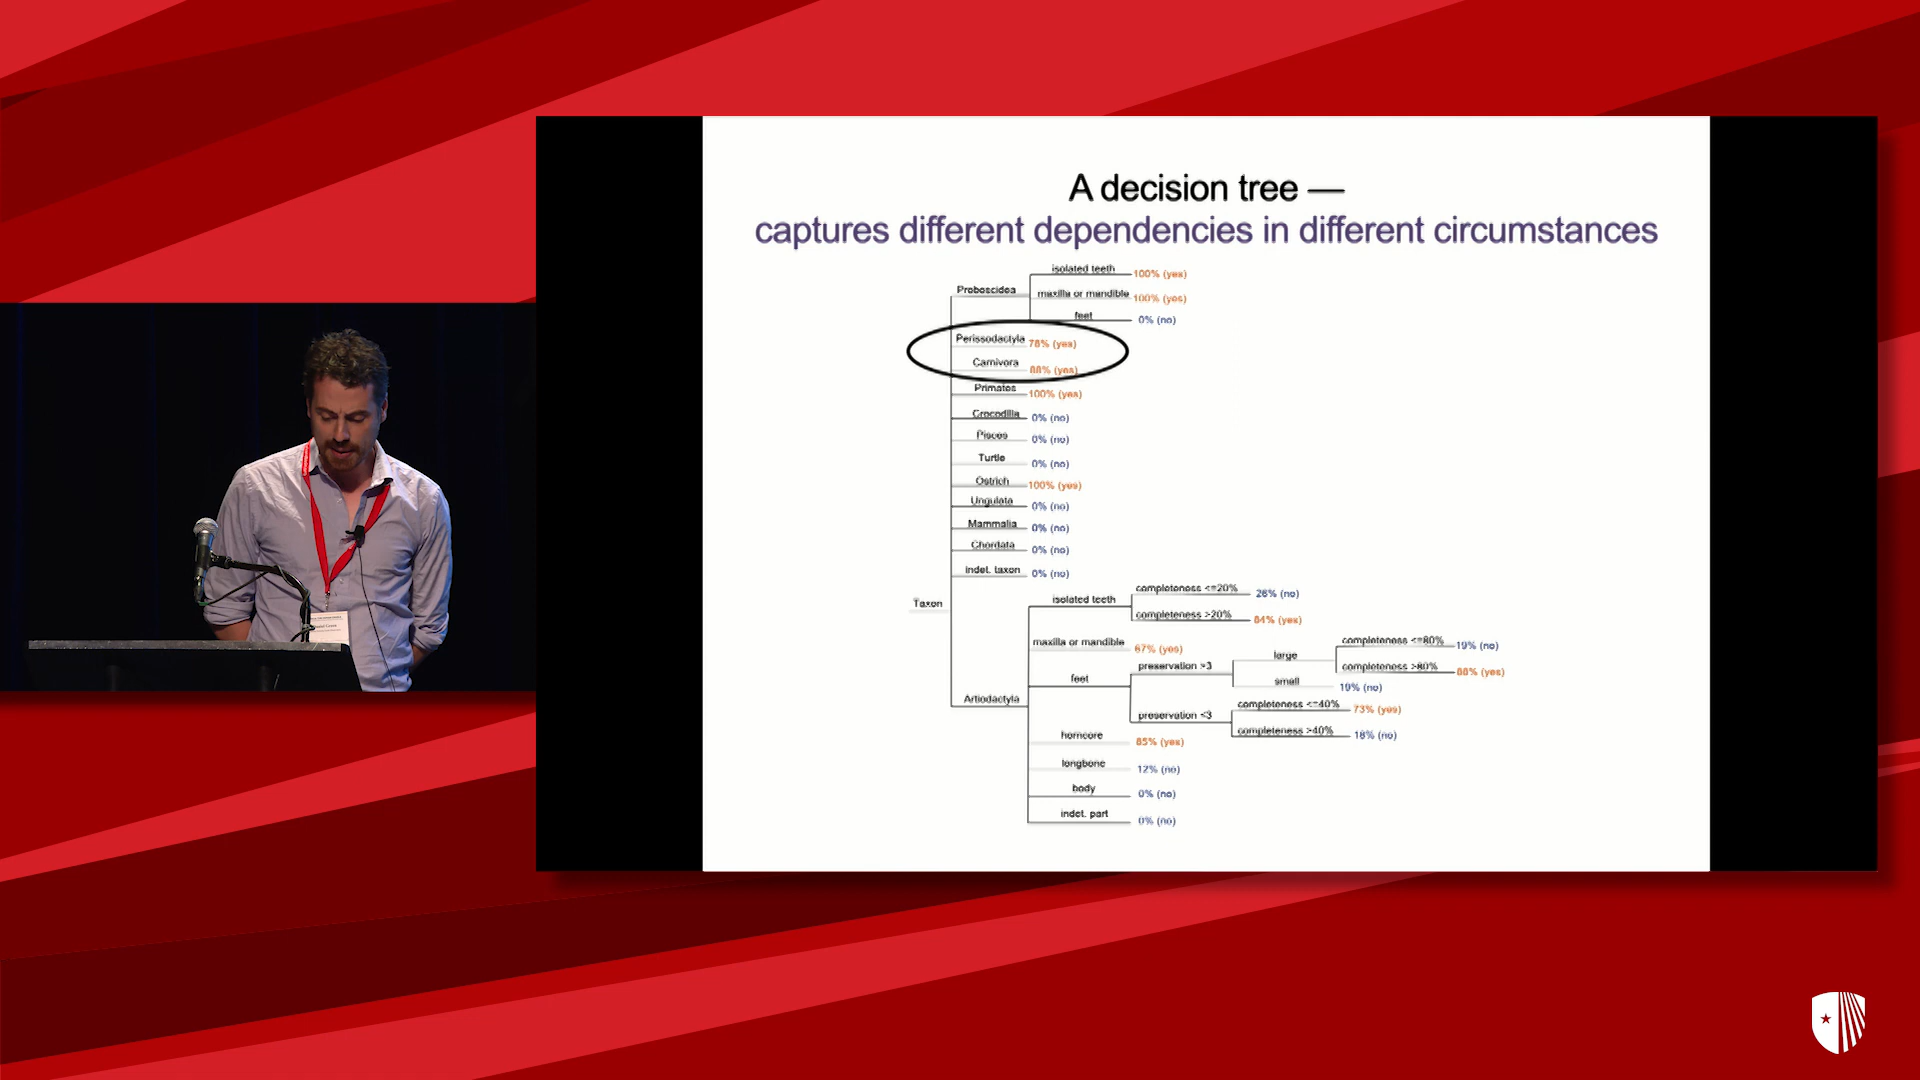 A decision tree —
captures different dependencies in different circumstances
isolated teeth 100% (yes)
Proboscidea
maxilla or mandible 100% (yes)
feet 0% (no)
Perissodactyla 78% (yes)
Carnivora 88% (yes)
Primates 100% (yes)
Crocodilia 0% (no)
Pisces 0% (no)
Turtle 0% (no)
Ostrich 100% (yes)
Ungulata 0% (no)
Mammalia 0% (no)
Chordata 0% (no)
indet. taxon 0% (no)
Taxon
isolated teeth
completeness <=20% 26% (no)
completeness >20% 84% (yes)
maxilla or mandible 67% (yes)
feet
preservation >3
large
completeness <=80% 19% (no)
completeness >80% 88% (yes)
small 19% (no)
Artiodactyla
preservation <3
completeness <=40% 73% (yes)
completeness >40% 18% (no)
horncore 85% (yes)
longbone 12% (no)
body 0% (no)
indet. part 0% (no)